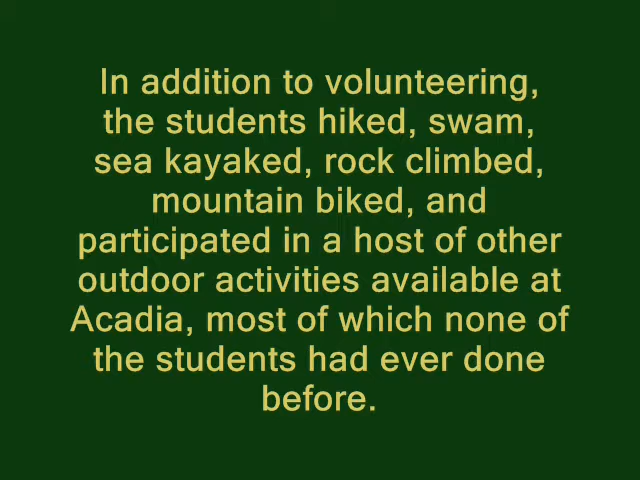 In addition to volunteering,
the students hiked, swam,
sea kayaked, rock climbed,
mountain biked, and
participated in a host of other
outdoor activities available at
Acadia, most of which none of
the students had ever done
before.